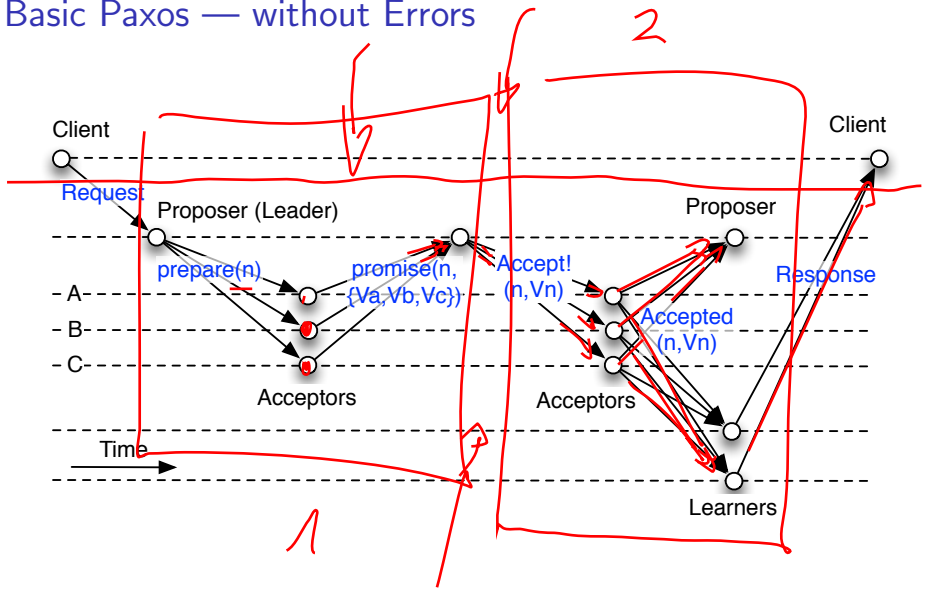 Basic Paxos — without Errors
2
Client
Client
Request
Proposer (Leader)
Proposer
prepare(n)
promise(n,
{Va,Vb,Vc})
Accept!
(n,Vn)
Response
A
B
C
Accepted
(n,Vn)
Acceptors
Acceptors
Time
Learners
1